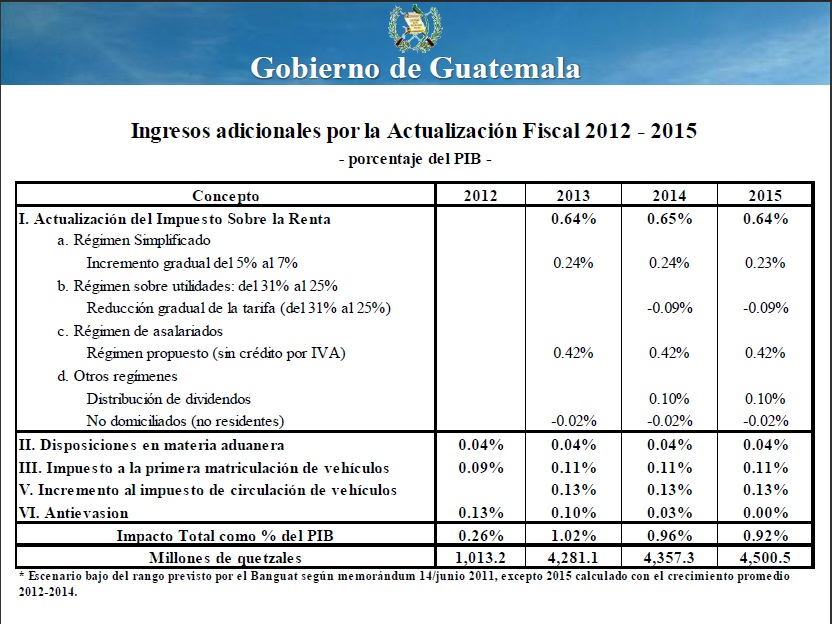 Gobierno de Guatemala
Ingresos adicionales por la Actualización Fiscal 2012 - 2015
- porcentaje del PIB -
Concepto 2012 2013 2014 2015
I. Actualización del Impuesto Sobre la Renta 0.64% 0.65% 0.64%
a. Régimen Simplificado
Incremento gradual del 5% al 7% 0.24% 0.24% 0.23%
b. Régimen sobre utilidades: del 31% al 25%
Reducción gradual de la tarifa (del 31% al 25%) -0.09% -0.09%
c. Régimen de asalariados
Régimen propuesto (sin crédito por IVA) 0.42% 0.42% 0.42%
d. Otros regímenes
Distribución de dividendos 0.10% 0.10%
No domiciliados (no residentes) -0.02% -0.02% -0.02%
II. Disposiciones en materia aduanera 0.04% 0.04% 0.04% 0.04%
III. Impuesto a la primera matriculación de vehículos 0.09% 0.11% 0.11% 0.11%
V. Incremento al impuesto de circulación de vehículos 0.13% 0.13% 0.13%
VI. Antievasion 0.13% 0.10% 0.03% 0.00%
Impacto Total como % del PIB 0.26% 1.02% 0.96% 0.92%
Millones de quetzales 1,013.2 4,281.1 4,357.3 4,500.5
* Escenario bajo del rango previsto por el Banguat según memorándum 14/junio 2011, excepto 2015 calculado con el crecimiento promedio
2012-2014.